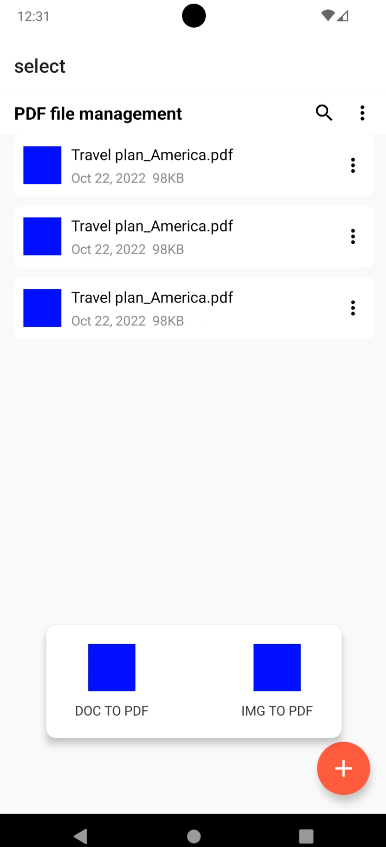 12:31
select
PDF file management
Travel plan_America.pdf
Oct 22, 2022 98KB
Travel plan_America.pdf
Oct 22, 2022 98KB
Travel plan_America.pdf
Oct 22, 2022 98KB
DOC TO PDF
IMG TO PDF